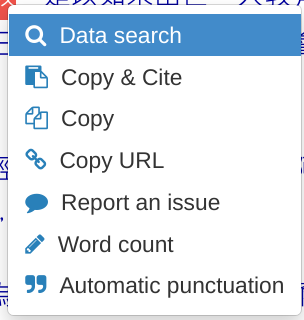 Data search
Copy & Cite
Copy
Copy URL
Report an issue
Word count
Automatic punctuation